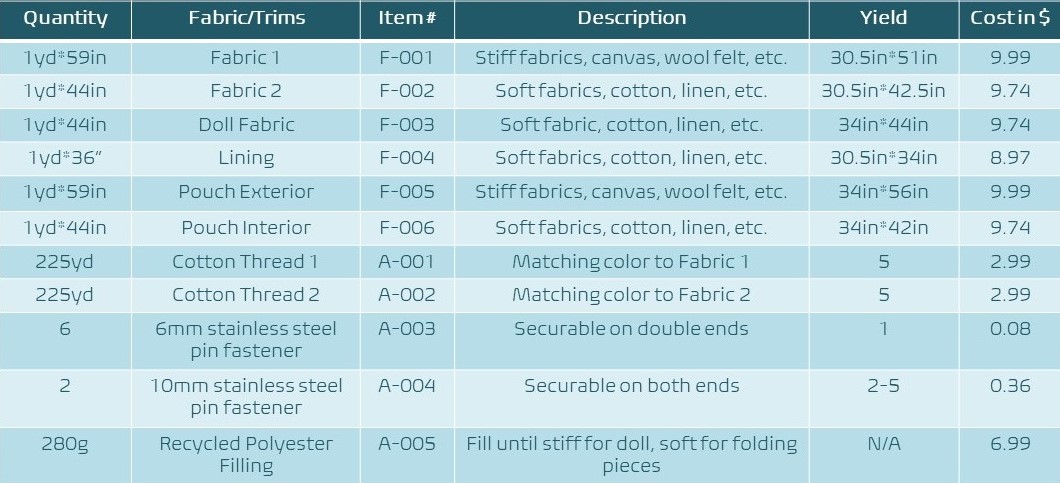 Quantity Fabric/Trims Item# Description Yield Cost in $
1yd*59in Fabric 1 F-001 Stiff fabrics, canvas, wool felt, etc. 30.5in*51in 9.99
1yd*44in Fabric 2 F-002 Soft fabrics, cotton, linen, etc. 30.5in*42.5in 9.74
1yd*44in Doll Fabric F-003 Soft fabric, cotton, linen, etc. 34in*44in 9.74
1yd*36” Lining F-004 Soft fabrics, cotton, linen, etc. 30.5in*34in 8.97
1yd*59in Pouch Exterior F-005 Stiff fabrics, canvas, wool felt, etc. 34in*56in 9.99
1yd*44in Pouch Interior F-006 Soft fabrics, cotton, linen, etc. 34in*42in 9.74
225yd Cotton Thread 1 A-001 Matching color to Fabric 1 5 2.99
225yd Cotton Thread 2 A-002 Matching color to Fabric 2 5 2.99
6 6mm stainless steel A-003 Securable on double ends 1 0.08
pin fastener
2 10mm stainless steel A-004 Securable on both ends 2-5 0.36
pin fastener
280g Recycled Polyester A-005 Fill until stiff for doll, soft for folding N/A 6.99
Filling pieces